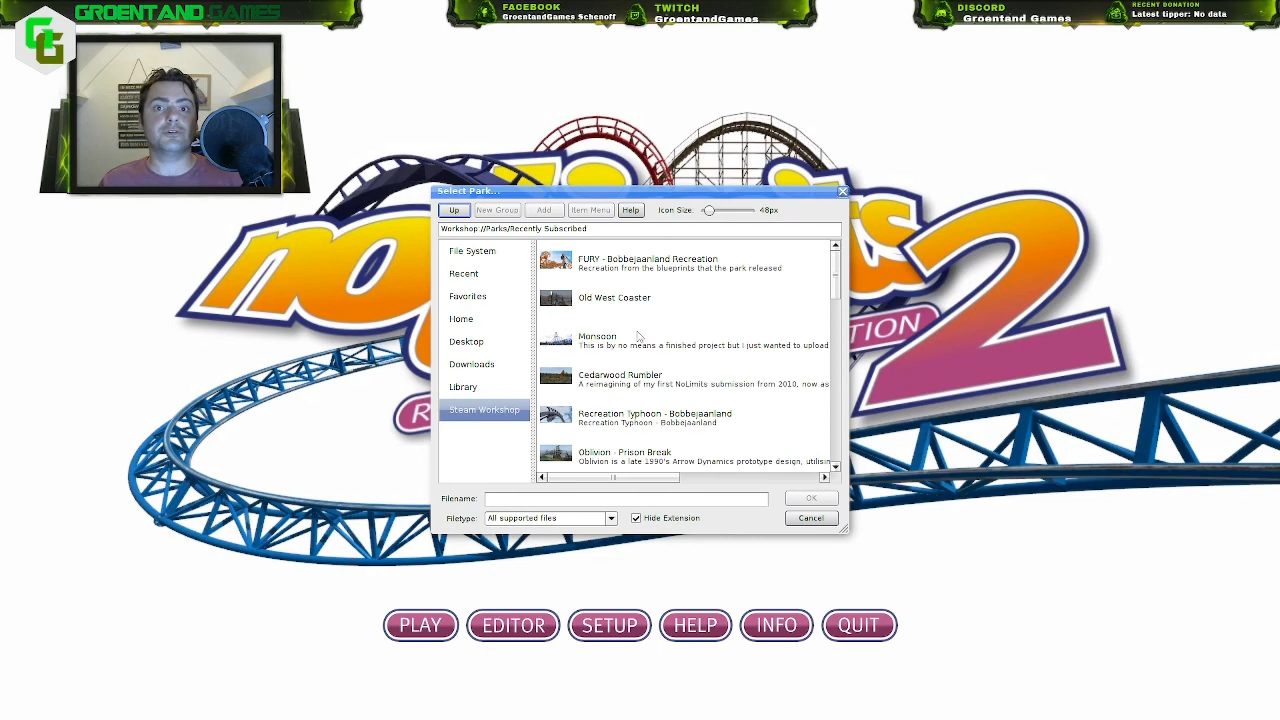 GROENTAND GAMES
FACEBOOK
GroentandGames Schenoff
TWITCH
GroentandGames
DISCORD
Groentand Games
RECENT DONATION
Latest tipper: No data
GG
Select Park...
Up
New Group
Add
Item Menu
Help
Icon Size:
48px
Workshop://Parks/Recently Subscribed
File System
Recent
Favorites
Home
Desktop
Downloads
Library
Steam Workshop
FURY - Bobbejaanland Recreation
Recreation from the blueprints that the park released
Old West Coaster
Monsoon
This is by no means a finished project but I just wanted to upload
Cedarwood Rumbler
A reimagining of my first NoLimits submission from 2010, now as
Recreation Typhoon - Bobbejaanland
Recreation Typhoon - Bobbejaanland
Oblivion - Prison Break
Oblivion is a late 1990's Arrow Dynamics prototype design, utilisin
Filename:
OK
Filetype:
All supported files
Hide Extension
Cancel
2
PLAY
EDITOR
SETUP
HELP
INFO
QUIT